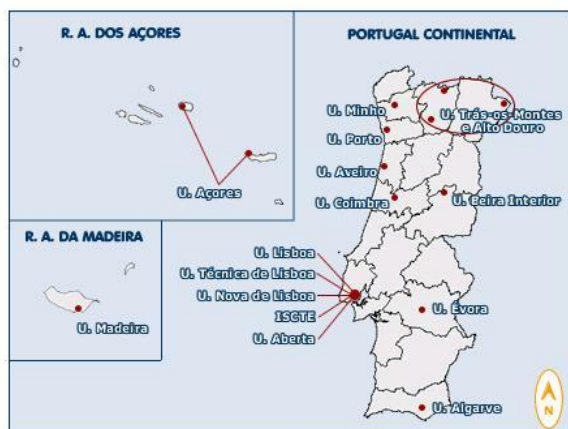 R. A. DOS AÇORES
U. Açores
R. A. DA MADEIRA
U. Madeira
PORTUGAL CONTINENTAL
U. Minho
U. Trás-os-Montes
e Alto Douro
U. Porto
U. Aveiro
U. Coimbra
U. Beira Interior
U. Lisboa
U. Técnica de Lisboa
U. Nova de Lisboa
ISCTE
U. Aberta
U. Évora
U. Algarve
N